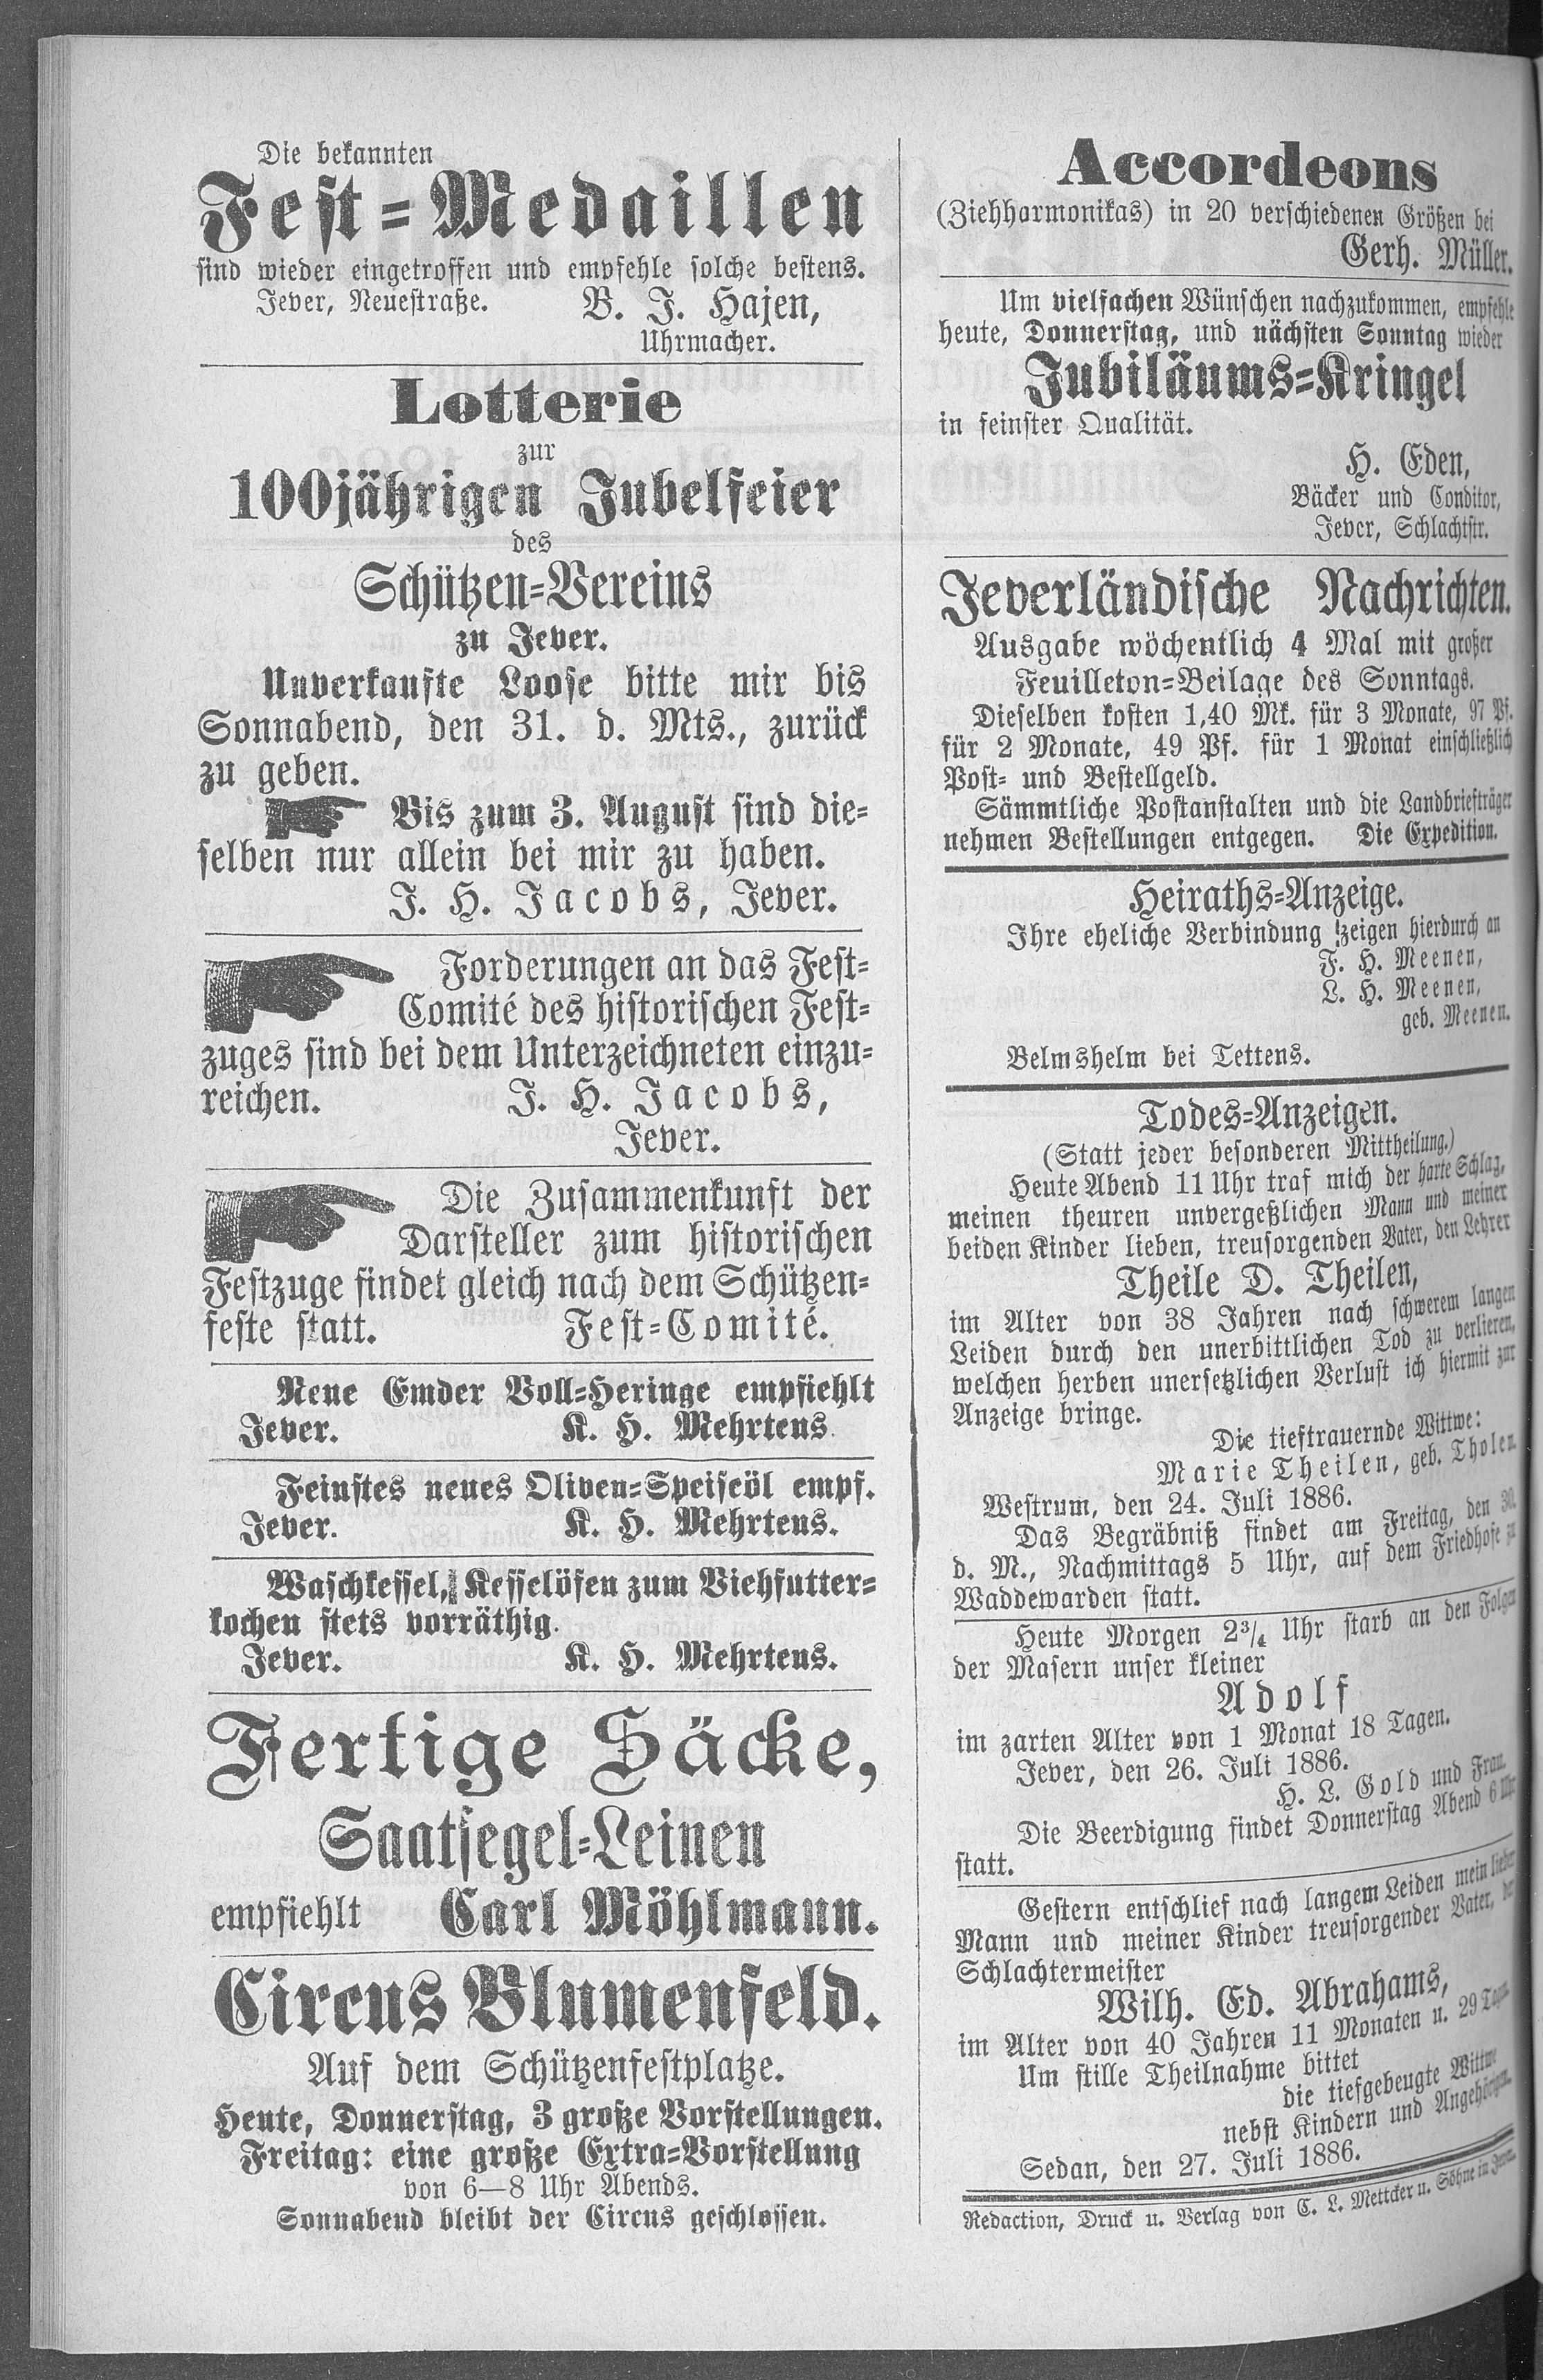 Die bekannten
Fest-Medaillen
sind wieder eingetroffen und empfehle solche bestens.
Jever, Neuestraße. B. J. Hajen,
Uhrmacher.
Lotterie
zur
100jährigen Jubelfeier
des
Schützen-Vereins
zu Jever.
Unverkaufte Loose bitte mir bis
Sonnabend, den 31. d. Mts., zurück
zu geben.
Bis zum 3. August sind die-
selben nur allein bei mir zu haben.
J. H. Jacobs, Jever.
Forderungen an das Fest-
Comité des historischen Fest-
zuges sind bei dem Unterzeichneten einzu-
reichen. J. H. Jacobs,
Jever.
Die Zusammenkunft der
Darsteller zum historischen
Festzuge findet gleich nach dem Schützen-
feste statt. Fest-Comité.
Neue Emder Voll-Heringe empfiehlt
Jever. K. H. Mehrtens.
Feinstes neues Oliven-Speiseöl empf.
Jever. K. H. Mehrtens.
Waschkessel, Kesselöfen zum Viehfutter-
kochen stets vorräthig.
Jever. K. H. Mehrtens.
Fertige Säcke,
Saatsegel-Leinen
empfiehlt Carl Möhlmann.
Circus Blumenfeld.
Auf dem Schützenfestplatze.
Heute, Donnerstag, 3 große Vorstellungen.
Freitag: eine große Extra-Vorstellung
von 6—8 Uhr Abends.
Sonnabend bleibt der Circus geschlossen.
Accordeons
(Ziehharmonikas) in 20 verschiedenen Größen bei
Gerh. Müller.
Um vielfachen Wünschen nachzukommen, empfehle
heute, Donnerstag, und nächsten Sonntag wieder
Jubiläums-Kringel
in feinster Qualität.
H. Eden,
Bäcker und Conditor,
Jever, Schlachtstr.
Jeverländische Nachrichten.
Ausgabe wöchentlich 4 Mal mit großer
Feuilleton-Beilage des Sonntags.
Dieselben kosten 1,40 Mk. für 3 Monate, 97 Pf.
für 2 Monate, 49 Pf. für 1 Monat einschließlich
Post- und Bestellgeld.
Sämmtliche Postanstalten und die Landbriefträger
nehmen Bestellungen entgegen. Die Expedition.
Heiraths-Anzeige.
Ihre eheliche Verbindung zeigen hierdurch an
F. H. Meenen,
L. H. Meenen,
geb. Meenen.
Belmshelm bei Tettens.
Todes-Anzeigen.
(Statt jeder besonderen Mittheilung.)
Heute Abend 11 Uhr traf mich der harte Schlag,
meinen theuren unvergeßlichen Mann und meiner
beiden Kinder lieben, treusorgenden Vater, den Lehrer
Theile D. Theilen,
im Alter von 38 Jahren nach schwerem langen
Leiden durch den unerbittlichen Tod zu verlieren,
welchen herben unersetzlichen Verlust ich hiermit zur
Anzeige bringe.
Die tieftrauernde Wittwe:
Marie Theilen, geb. Tholen.
Westrum, den 24. Juli 1886.
Das Begräbniß findet am Freitag, den 30.
d. M., Nachmittags 5 Uhr, auf dem Friedhofe zu
Waddewarden statt.
Heute Morgen 2¾ Uhr starb an den Folgen
der Masern unser kleiner
Adolf
im zarten Alter von 1 Monat 18 Tagen.
Jever, den 26. Juli 1886.
H. L. Gold und Frau.
Die Beerdigung findet Donnerstag Abend 6 Uhr
statt.
Gestern entschlief nach langem Leiden mein lieber
Mann und meiner Kinder treusorgender Vater, der
Schlachtermeister
Wilh. Ed. Abrahams,
im Alter von 40 Jahren 11 Monaten u. 29 Tagen.
Um stille Theilnahme bittet
die tiefgebeugte Wittwe
nebst Kindern und Angehörigen.
Sedan, den 27. Juli 1886.
Redaction, Druck u. Verlag von C. L. Mettcker u. Söhne in Jever.